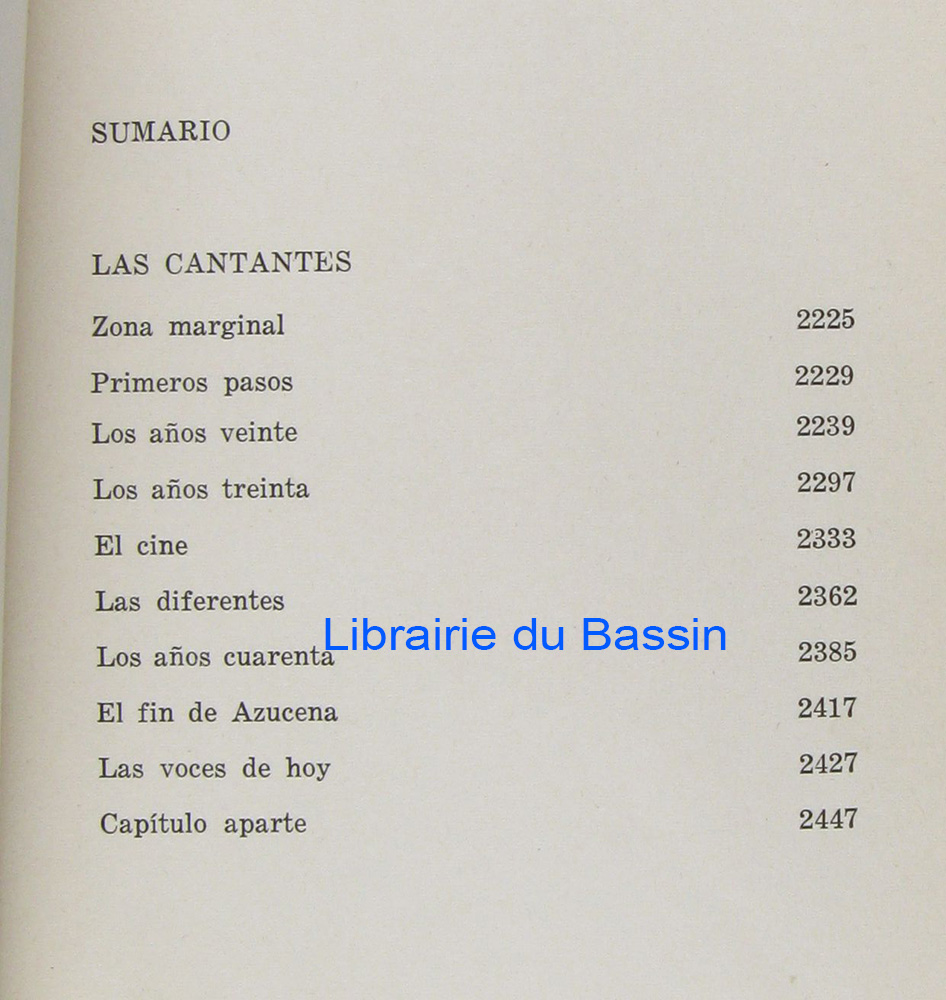 SUMARIO
LAS CANTANTES
Zona marginal 2225
Primeros pasos 2229
Los años veinte 2239
Los años treinta 2297
El cine 2333
Las diferentes 2362
Librairie du Bassin
Los años cuarenta 2385
El fin de Azucena 2417
Las voces de hoy 2427
Capítulo aparte 2447